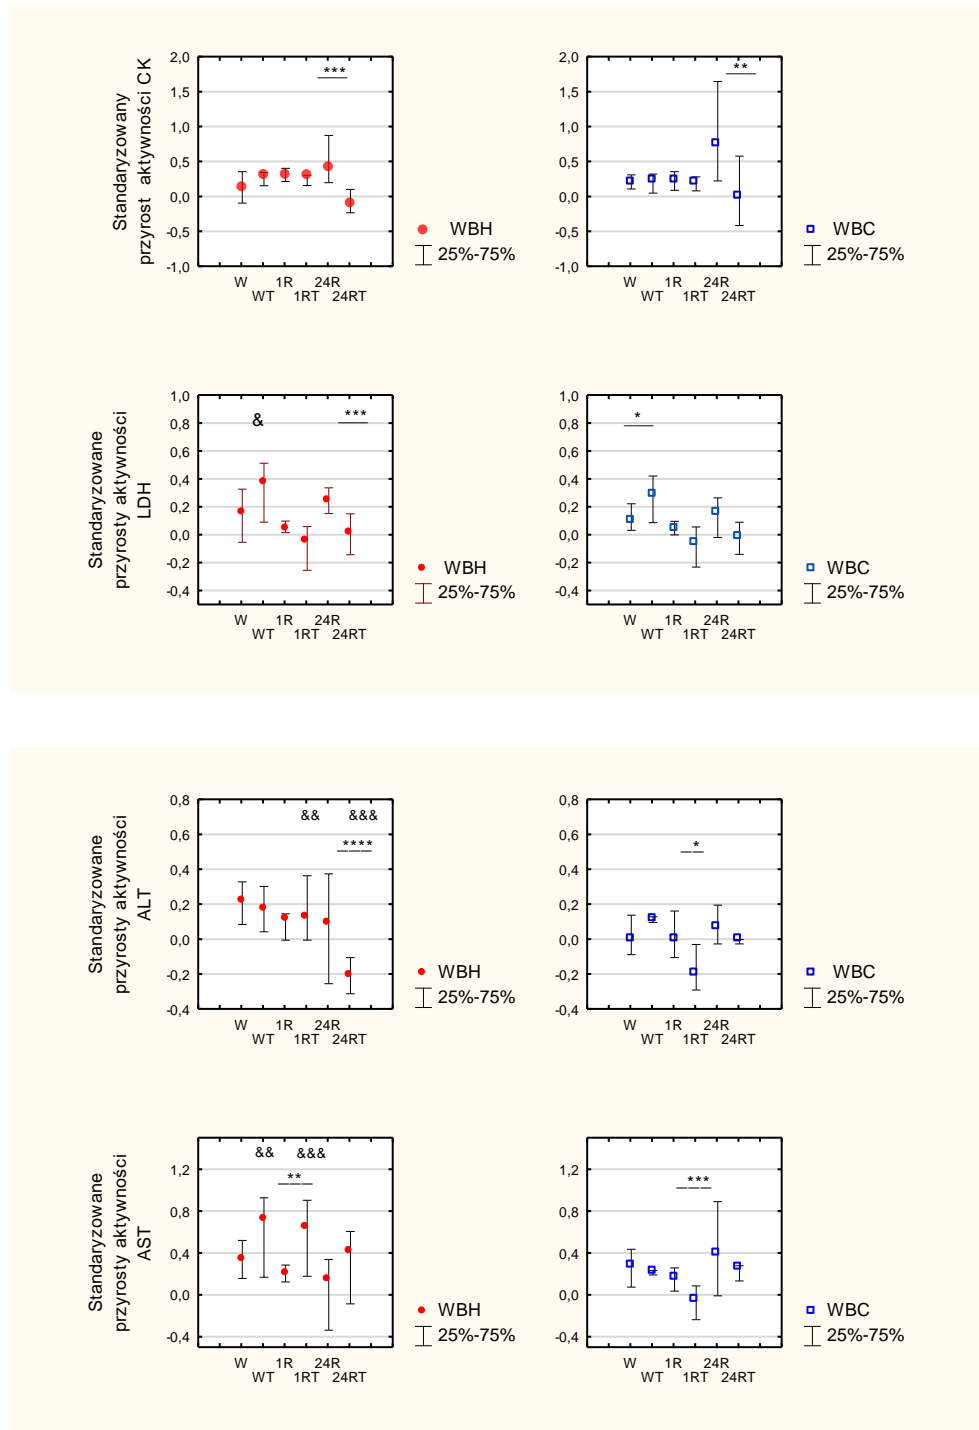 Standaryzowany
przyrost aktywności CK
2,0
1,5
1,0
0,5
0,0
-0,5
-1,0
***
W
WT
1R
1RT
24R
24RT
WBH
25%-75%
2,0
1,5
1,0
0,5
0,0
-0,5
-1,0
**
W
WT
1R
1RT
24R
24RT
WBC
25%-75%
Standaryzowane
przyrosty aktywności
LDH
1,0
0,8
0,6
0,4
0,2
0,0
-0,2
-0,4
&
***
W
WT
1R
1RT
24R
24RT
WBH
25%-75%
1,0
0,8
0,6
0,4
0,2
0,0
-0,2
-0,4
*
W
WT
1R
1RT
24R
24RT
WBC
25%-75%
Standaryzowane
przyrosty aktywności
ALT
0,8
0,6
0,4
0,2
0,0
-0,2
-0,4
&& &&&
****
W
WT
1R
1RT
24R
24RT
WBH
25%-75%
0,8
0,6
0,4
0,2
0,0
-0,2
-0,4
*
W
WT
1R
1RT
24R
24RT
WBC
25%-75%
Standaryzowane
przyrosty aktywności
AST
1,2
0,8
0,4
0,0
-0,4
&& &&&
**
W
WT
1R
1RT
24R
24RT
WBH
25%-75%
1,2
0,8
0,4
0,0
-0,4
***
W
WT
1R
1RT
24R
24RT
WBC
25%-75%